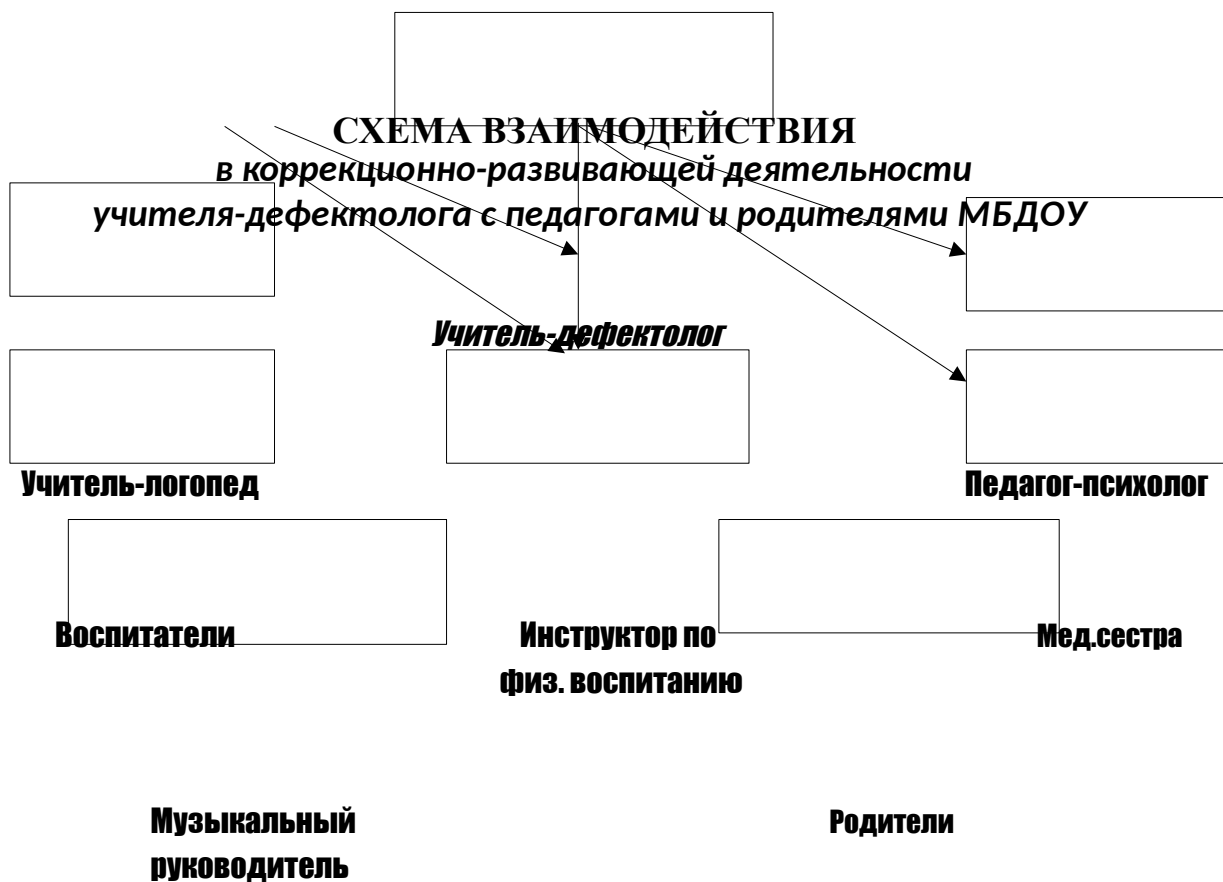 СХЕМА ВЗАИМОДЕЙСТВИЯ
в коррекционно-развивающей деятельности
учителя-дефектолога с педагогами и родителями МБДОУ
Учитель-дефектолог
Учитель-логопед
Педагог-психолог
Воспитатели
Инструктор по
физ. воспитанию
Мед.сестра
Музыкальный
руководитель
Родители